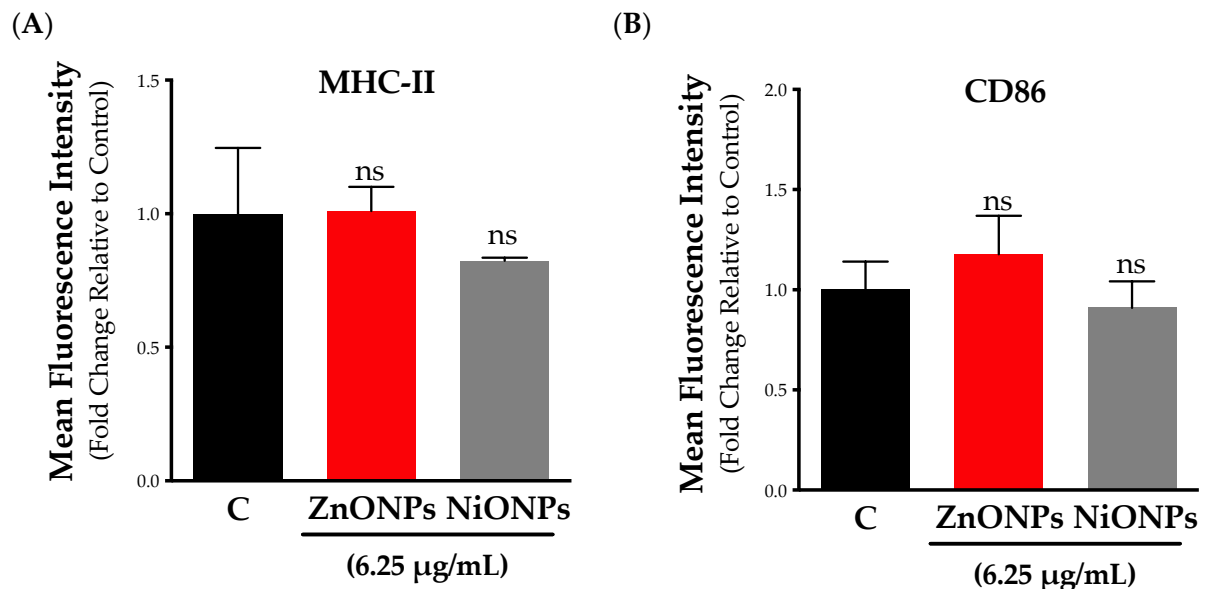 (A)
MHC-II
Mean Fluorescence Intensity
(Fold Change Relative to Control)
1.5
1.0
0.5
0.0
ns
ns
C
ZnONPs NiONPs
(6.25 µg/mL)
(B)
CD86
Mean Fluorescence Intensity
(Fold Change Relative to Control)
2.0
1.5
1.0
0.5
0.0
ns
ns
C
ZnONPs NiONPs
(6.25 µg/mL)